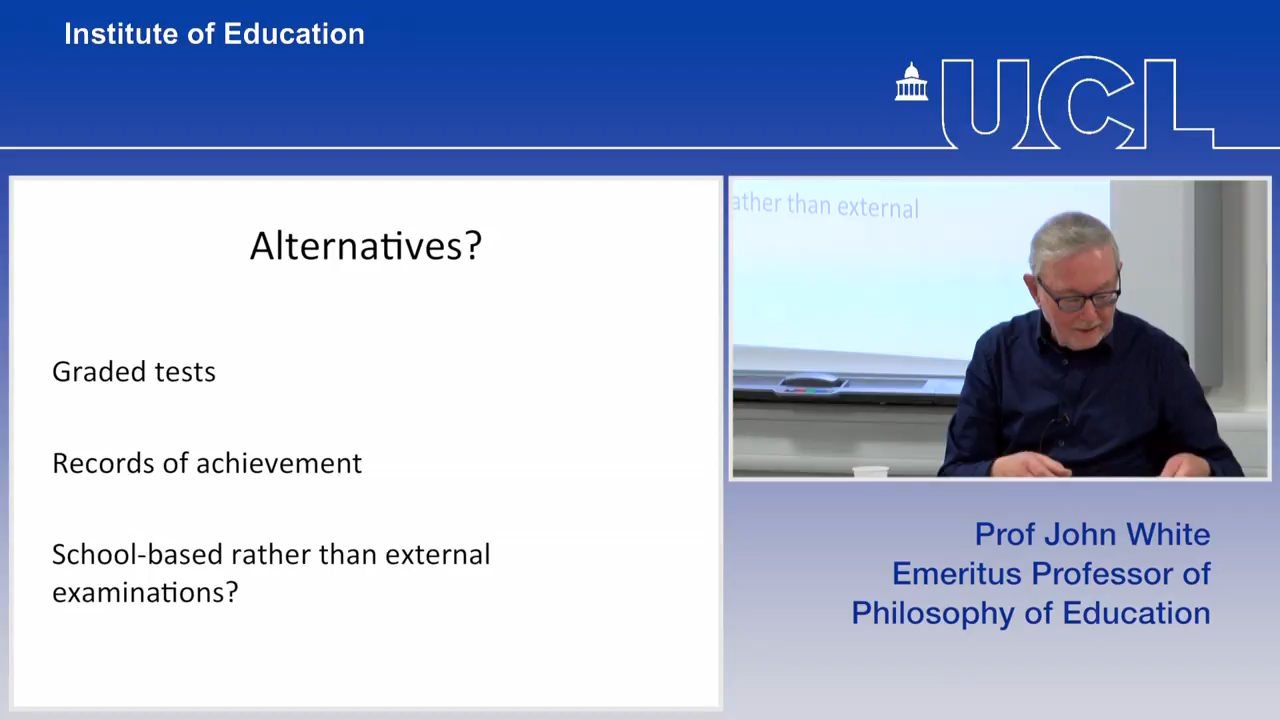 Institute of Education
UCL
Alternatives?
Graded tests
Records of achievement
School-based rather than external
examinations?
ather than external
Prof John White
Emeritus Professor of
Philosophy of Education